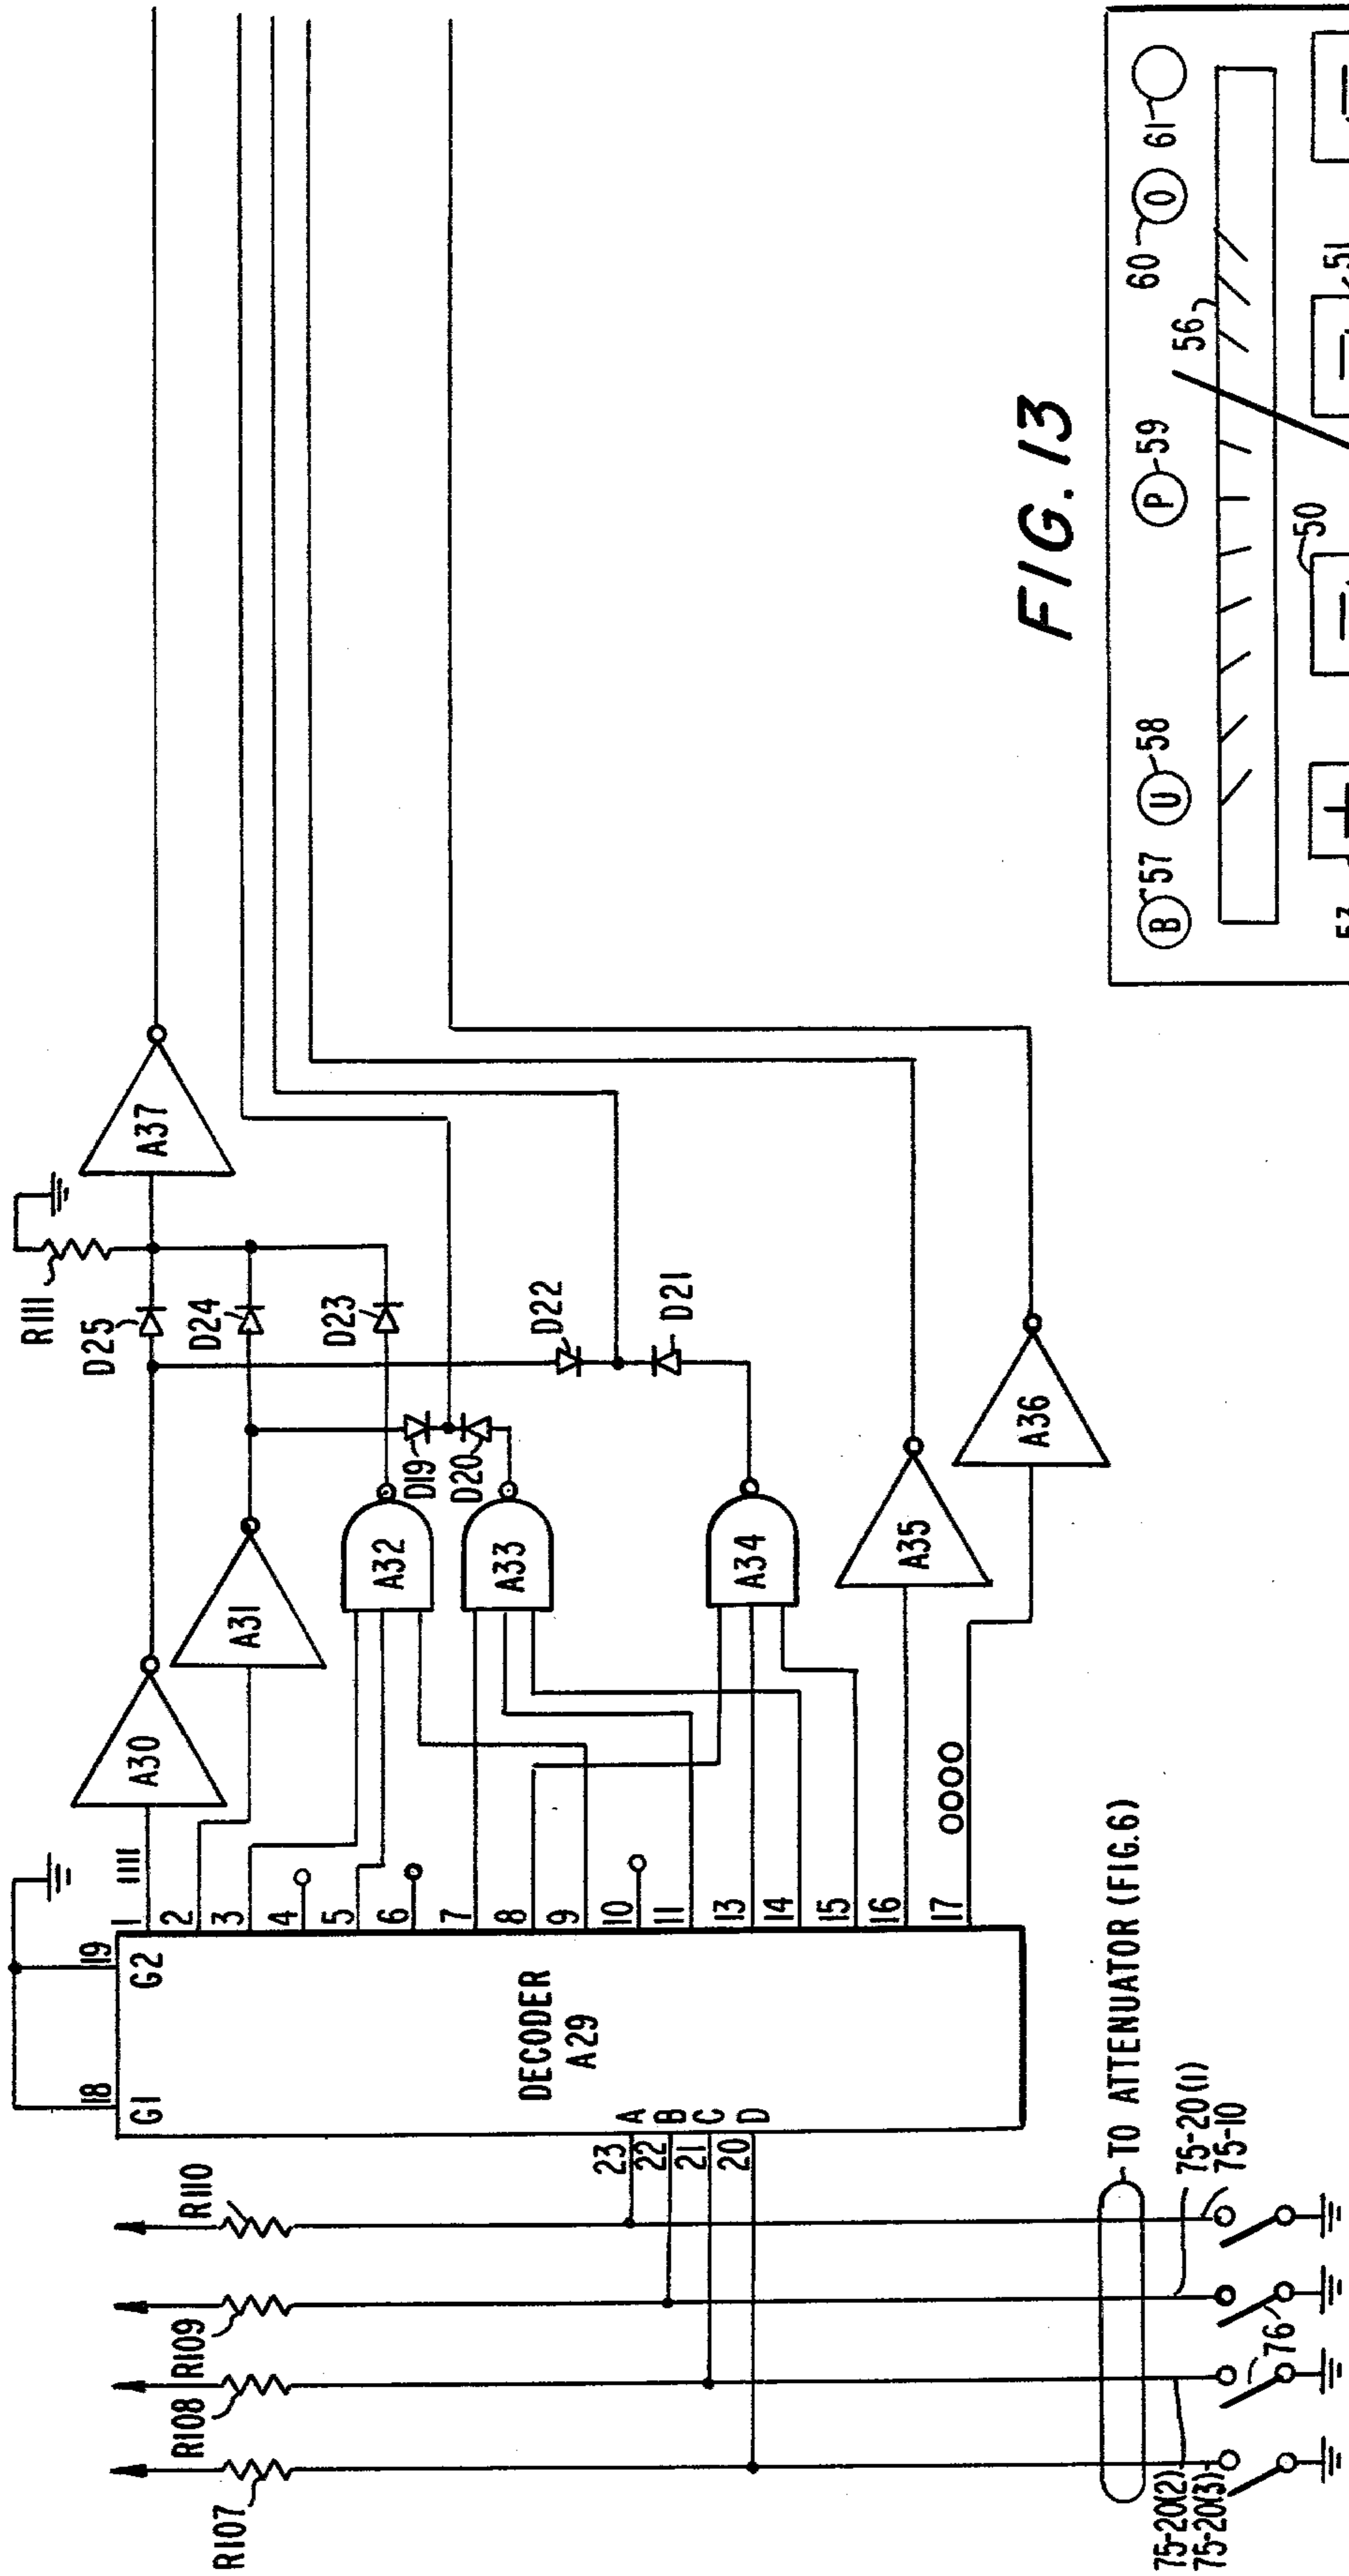 R111
D25
D24
D23
D22
D21
D19
D20
A37
A30
A31
A32
A33
A34
A35
A36
1111
0000
1
2
3
4
5
6
7
8
9
10
11
13
14
15
16
17
18
19
G1
G2
DECODER
A29
23
22
21
20
A
B
C
D
R110
R109
R108
R107
TO ATTENUATOR (FIG.6)
75-20(1)
75-10
76
75-20(2)
75-20(3)
FIG. 13
B 57
U 58
P 59
60 O
61
56
50
51